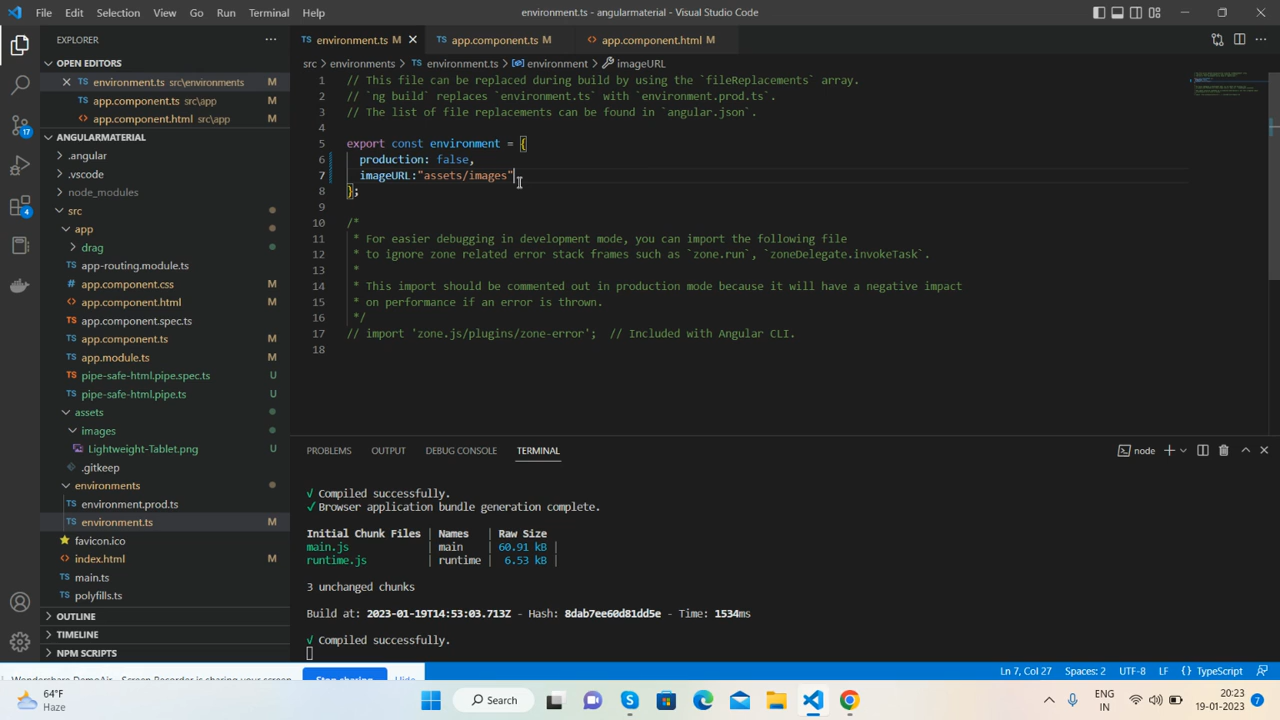 File Edit Selection View Go Run Terminal Help environment.ts - angularmaterial - Visual Studio Code
EXPLORER
OPEN EDITORS
environment.ts src\environments M
app.component.ts src\app M
app.component.html src\app M
ANGULARMATERIAL
.angular
.vscode
node_modules
src
app
drag
app-routing.module.ts
app.component.css M
app.component.html M
app.component.spec.ts
app.component.ts M
app.module.ts M
pipe-safe-html.pipe.spec.ts U
pipe-safe-html.pipe.ts U
assets
images
Lightweight-Tablet.png U
.gitkeep
environments
environment.prod.ts
environment.ts M
favicon.ico
index.html M
main.ts
polyfills.ts
OUTLINE
TIMELINE
NPM SCRIPTS
17
4
environment.ts M app.component.ts M app.component.html M
src > environments > environment.ts > environment > imageURL
1 // This file can be replaced during build by using the `fileReplacements` array.
2 // `ng build` replaces `environment.ts` with `environment.prod.ts`.
3 // The list of file replacements can be found in `angular.json`.
4
5 export const environment = {
6 production: false,
7 imageURL:"assets/images"
8 };
9
10 /*
11 * For easier debugging in development mode, you can import the following file
12 * to ignore zone related error stack frames such as `zone.run`, `zoneDelegate.invokeTask`.
13 *
14 * This import should be commented out in production mode because it will have a negative impact
15 * on performance if an error is thrown.
16 */
17 // import 'zone.js/plugins/zone-error'; // Included with Angular CLI.
18
PROBLEMS OUTPUT DEBUG CONSOLE TERMINAL node
√ Compiled successfully.
√ Browser application bundle generation complete.
Initial Chunk Files | Names | Raw Size
main.js | main | 60.91 kB |
runtime.js | runtime | 6.53 kB |
3 unchanged chunks
Build at: 2023-01-19T14:53:03.713Z - Hash: 8dab7ee60d81dd5e - Time: 1534ms
√ Compiled successfully.
Wondershare DemoAir - Screen Recorder is sharing your screen. Stop sharing Hide
Ln 7, Col 27 Spaces: 2 UTF-8 LF {} TypeScript
64°F
Haze
Search
ENG
IN
20:23
19-01-2023
7